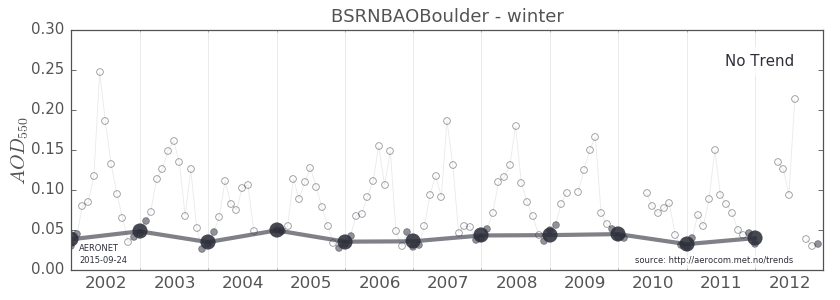 BSRNBAOBoulder - winter
0.30
0.25
0.20
0.15
0.10
0.05
0.00
AOD550
No Trend
AERONET
2015-09-24
source: http://aerocom.met.no/trends
2002 2003 2004 2005 2006 2007 2008 2009 2010 2011 2012